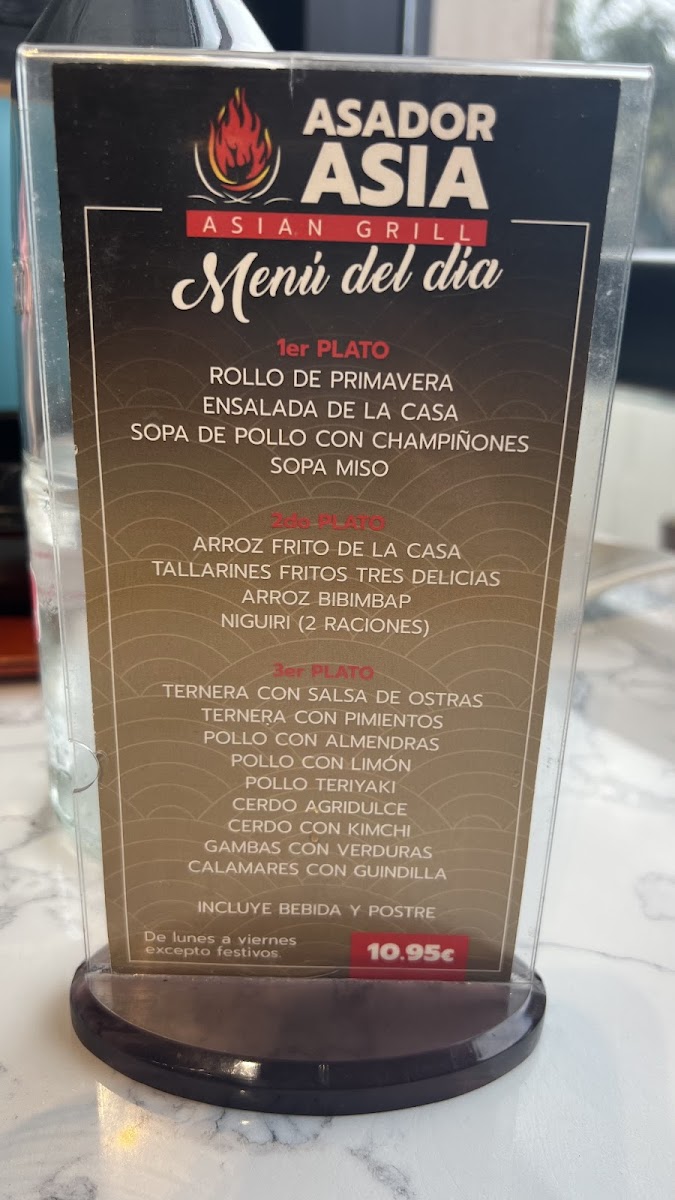 ASADOR
ASIA
ASIAN GRILL
Menú del día
1er PLATO
ROLLO DE PRIMAVERA
ENSALADA DE LA CASA
SOPA DE POLLO CON CHAMPIÑONES
SOPA MISO
2do PLATO
ARROZ FRITO DE LA CASA
TALLARINES FRITOS TRES DELICIAS
ARROZ BIBIMBAP
NIGUIRI (2 RACIONES)
3er PLATO
TERNERA CON SALSA DE OSTRAS
TERNERA CON PIMIENTOS
POLLO CON ALMENDRAS
POLLO CON LIMÓN
POLLO TERIYAKI
CERDO AGRIDULCE
CERDO CON KIMCHI
GAMBAS CON VERDURAS
CALAMARES CON GUINDILLA
INCLUYE BEBIDA Y POSTRE
De lunes a viernes
excepto festivos.
10.95€